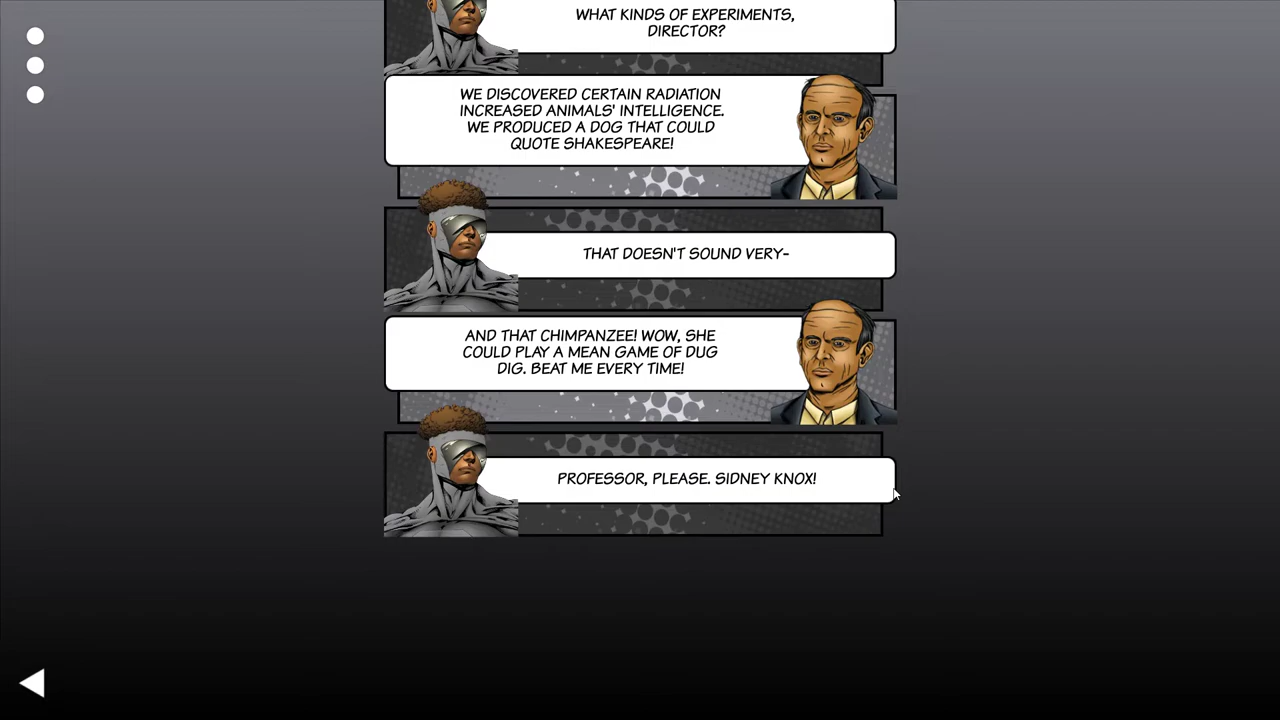 WHAT KINDS OF EXPERIMENTS,
DIRECTOR?
WE DISCOVERED CERTAIN RADIATION
INCREASED ANIMALS' INTELLIGENCE.
WE PRODUCED A DOG THAT COULD
QUOTE SHAKESPEARE!
THAT DOESN'T SOUND VERY-
AND THAT CHIMPANZEE! WOW, SHE
COULD PLAY A MEAN GAME OF DUG
DIG. BEAT ME EVERY TIME!
PROFESSOR, PLEASE. SIDNEY KNOX!